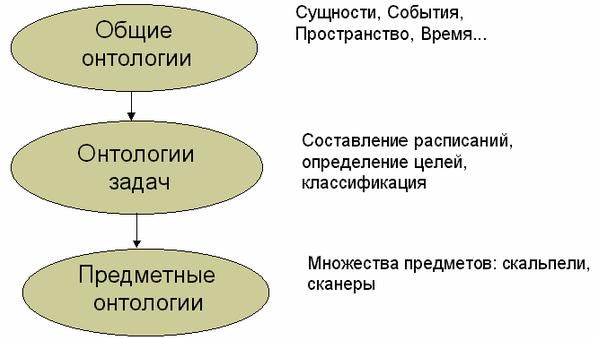 Общие
онтологии
Сущности, События,
Пространство, Время...
Онтологии
задач
Составление расписаний,
определение целей,
классификация
Предметные
онтологии
Множества предметов: скальпели,
сканеры